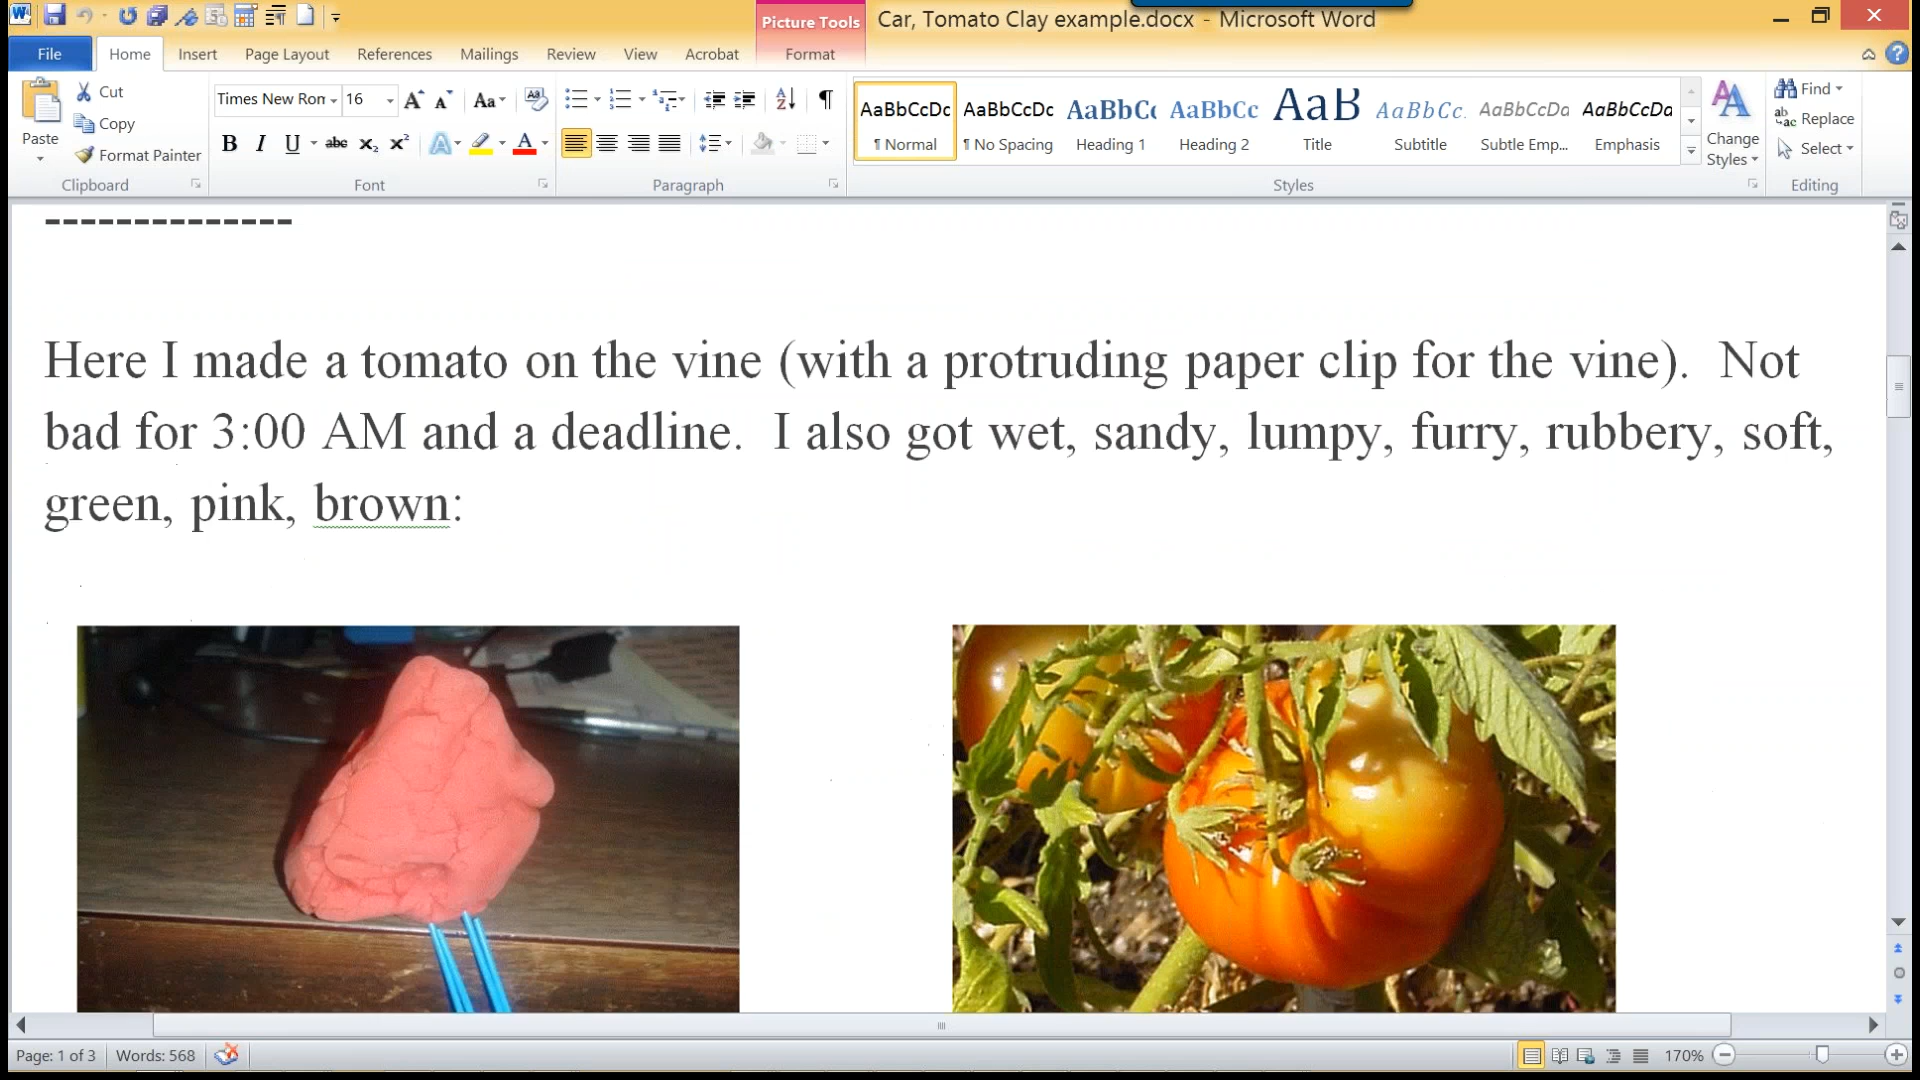 Picture Tools
Car, Tomato Clay example.docx - Microsoft Word
File
Home
Insert
Page Layout
References
Mailings
Review
View
Acrobat
Format
Paste
Cut
Copy
Format Painter
Clipboard
Times New Ron
16
Font
Paragraph
AaBbCcDc
¶ Normal
AaBbCcDc
¶ No Spacing
AaBbC
Heading 1
AaBbCc
Heading 2
AaB
Title
AaBbCc.
Subtitle
AaBbCcDa
Subtle Emp...
AaBbCcDa
Emphasis
Change
Styles
Styles
Find
Replace
Select
Editing
--------------
Here I made a tomato on the vine (with a protruding paper clip for the vine).  Not
bad for 3:00 AM and a deadline.  I also got wet, sandy, lumpy, furry, rubbery, soft,
green, pink, brown:
Page: 1 of 3
Words: 568
170%